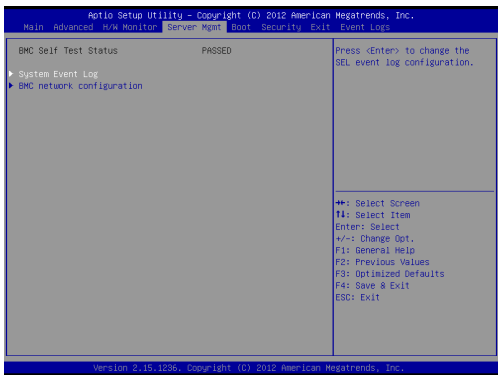 Aptio Setup Utility - Copyright (C) 2012 American Megatrends, Inc.
Main Advanced H/W Monitor Server Mgmt Boot Security Exit Event Logs
BMC Self Test Status PASSED
System Event Log
BMC network configuration
Press <Enter> to change the
SEL event log configuration.
→←: Select Screen
↑↓: Select Item
Enter: Select
+/-: Change Opt.
F1: General Help
F2: Previous Values
F3: Optimized Defaults
F4: Save & Exit
ESC: Exit
Version 2.15.1236. Copyright (C) 2012 American Megatrends, Inc.